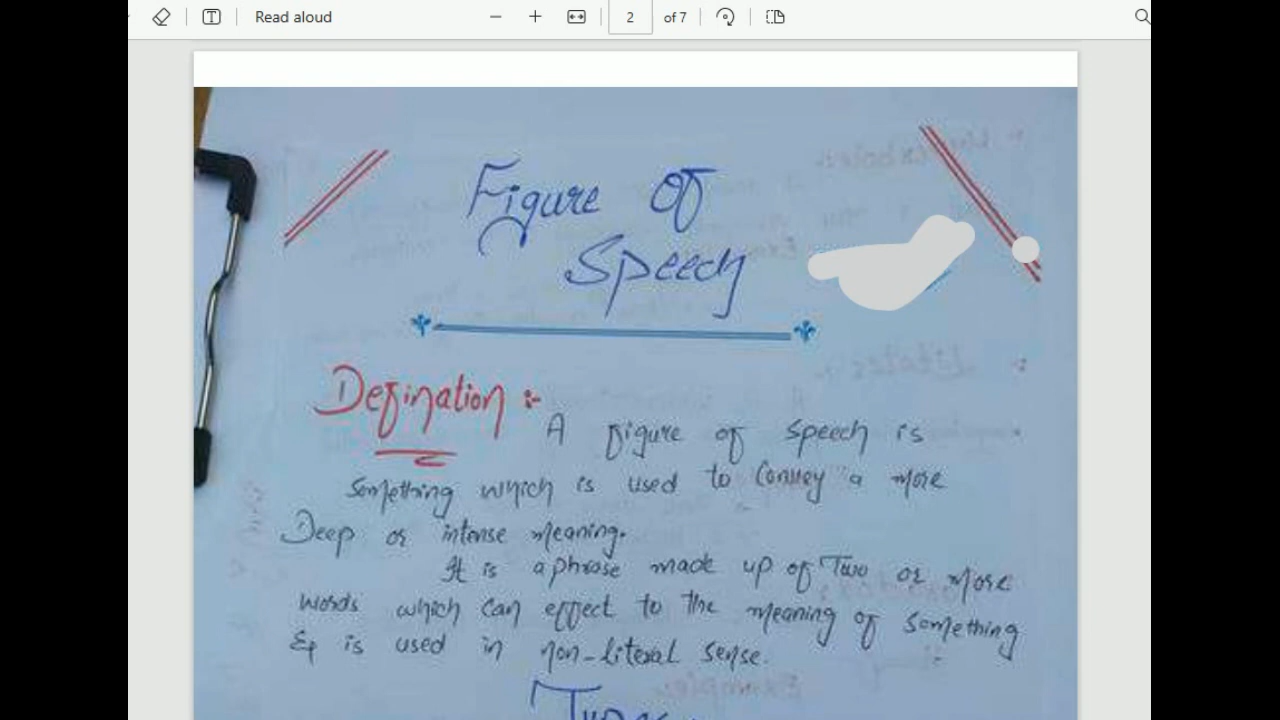 Read aloud
2 of 7
Figure Of
Speech
Defination :-
A figure of speech is
something which is used to Convey a more
Deep or intense meaning.
It is a phrase made up of Two or More
words which can effect to the meaning of something
& is used in non-literal sense.
Types